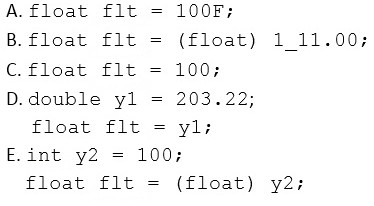 A. float flt = 100F;
B. float flt = (float) 1_11.00;
C. float flt = 100;
D. double y1 = 203.22;
float flt = y1;
E. int y2 = 100;
float flt = (float) y2;